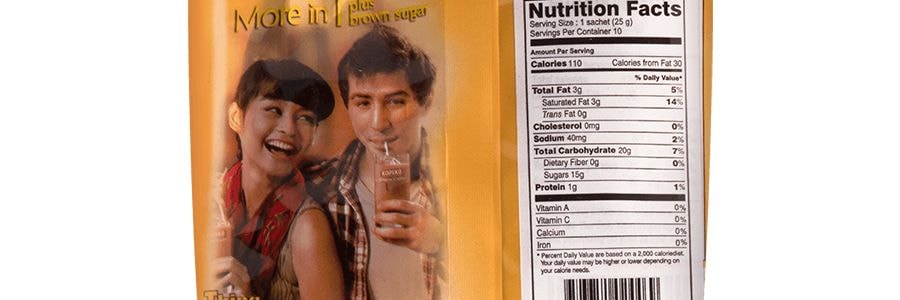 More in 1 plus
brown sugar
KOPIKO
Nutrition Facts
Serving Size : 1 sachet (25 g)
Servings Per Container 10
Amount Per Serving
Calories 110 Calories from Fat 30
% Daily Value*
Total Fat 3g 5%
Saturated Fat 3g 14%
Trans Fat 0g
Cholesterol 0mg 0%
Sodium 40mg 2%
Total Carbohydrate 20g 7%
Dietary Fiber 0g 0%
Sugars 15g
Protein 1g 1%
Vitamin A 0%
Vitamin C 0%
Calcium 0%
Iron 0%
* Percent Daily Value are based on a 2,000 caloriediet.
Your daily value may be higher or lower depending on
your calorie needs.